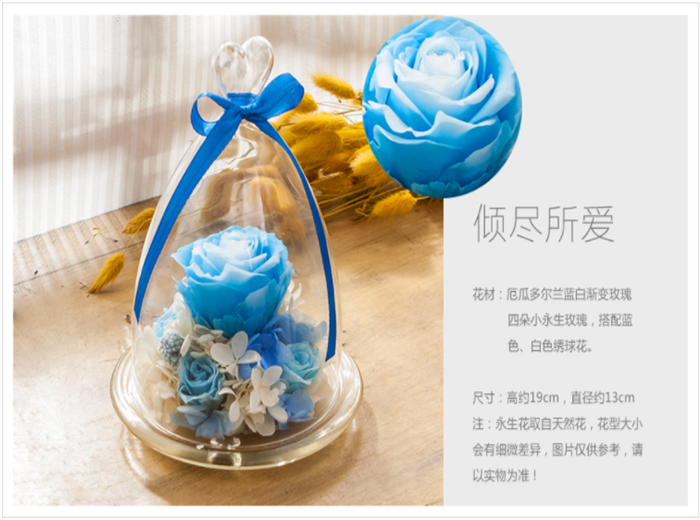 倾尽所爱
花材：厄瓜多尔兰蓝白渐变玫瑰
四朵小永生玫瑰，搭配蓝
色、白色绣球花。
尺寸：高约19cm，直径约13cm
注：永生花取自天然花，花型大小
会有细微差异，图片仅供参考，请
以实物为准！